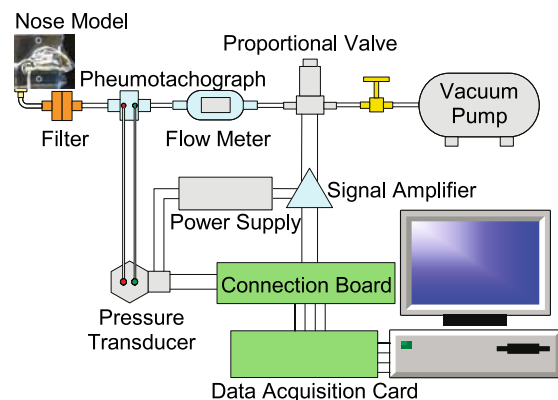 Nose Model
Proportional Valve
Pheumotachograph
Vacuum
Pump
Filter
Flow Meter
Signal Amplifier
Power Supply
Connection Board
Pressure
Transducer
Data Acquisition Card